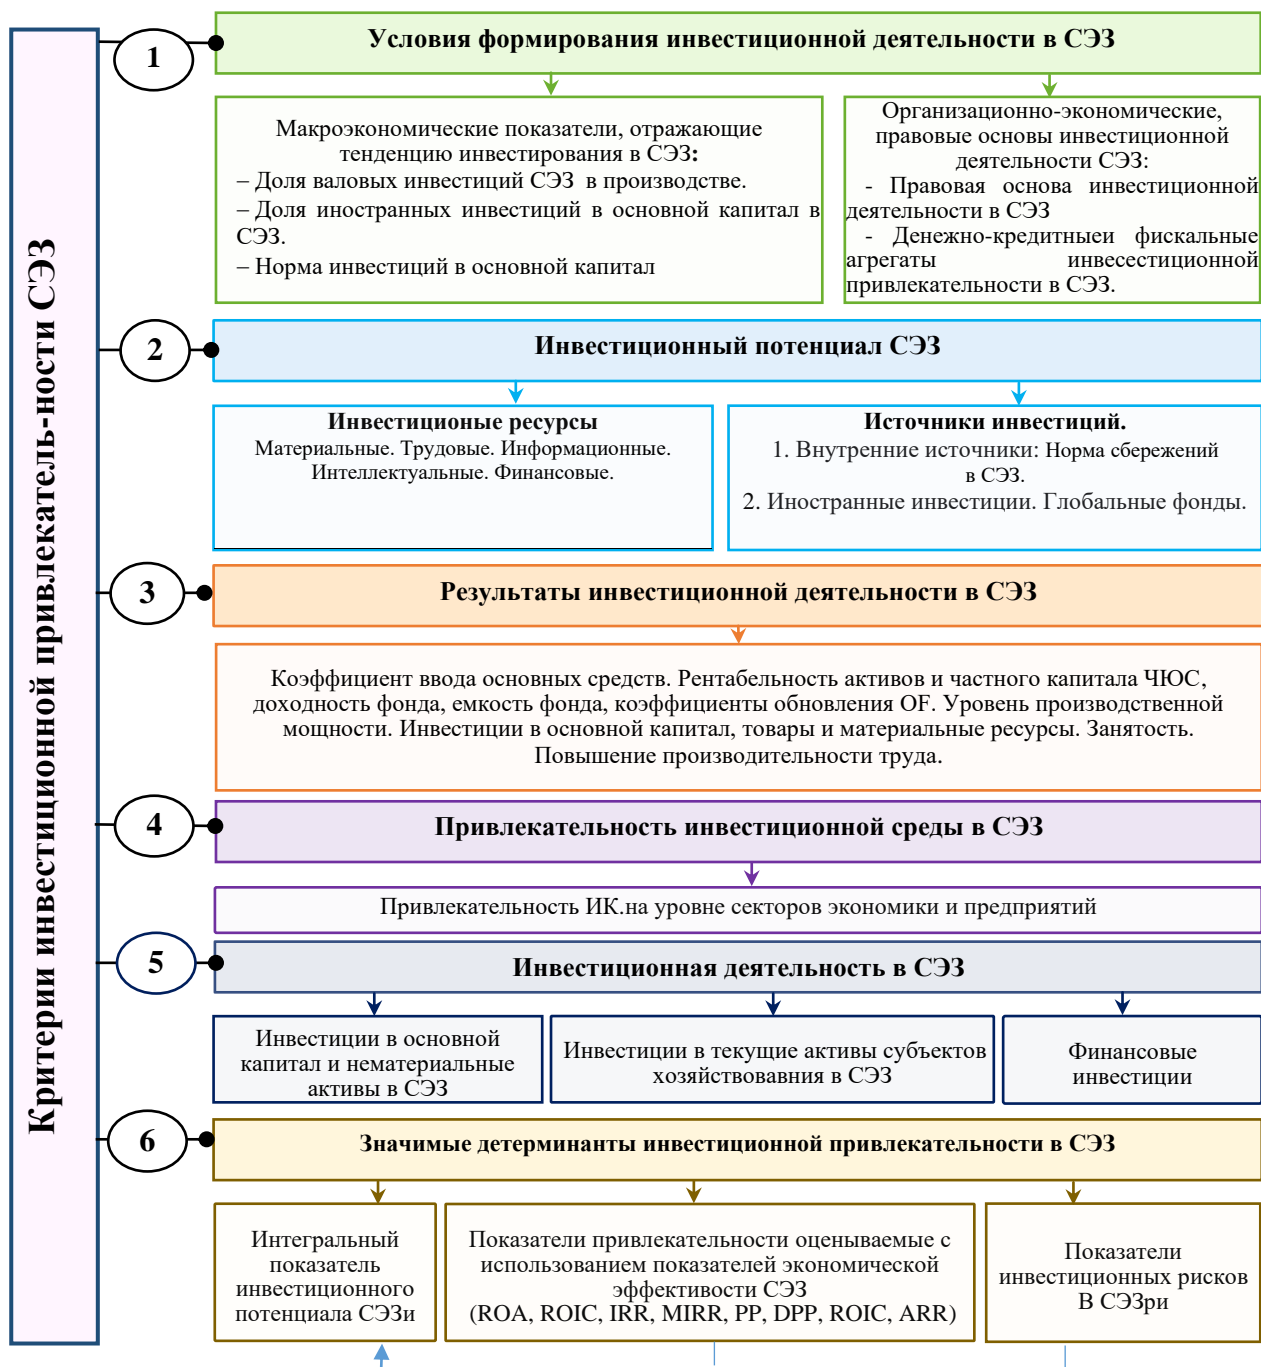 Критерии инвестиционной привлекатель-ности СЭЗ
1
Условия формирования инвестиционной деятельности в СЭЗ
Макроэкономические показатели, отражающие
тенденцию инвестирования в СЭЗ:
– Доля валовых инвестиций СЭЗ в производстве.
– Доля иностранных инвестиций в основной капитал в
СЭЗ.
– Норма инвестиций в основной капитал
Организационно-экономические,
правовые основы инвестиционной
деятельности СЭЗ:
- Правовая основа инвестиционной
деятельности в СЭЗ
- Денежно-кредитныеи фискальные
агрегаты инвесестиционной
привлекательности в СЭЗ.
2
Инвестиционный потенциал СЭЗ
Инвестиционые ресурсы
Материальные. Трудовые. Информационные.
Интеллектуальные. Финансовые.
Источники инвестиций.
1. Внутренние источники: Норма сбережений
в СЭЗ.
2. Иностранные инвестиции. Глобальные фонды.
3
Результаты инвестиционной деятельности в СЭЗ
Коэффициент ввода основных средств. Рентабельность активов и частного капитала ЧЮС,
доходность фонда, емкость фонда, коэффициенты обновления OF. Уровень производственной
мощности. Инвестиции в основной капитал, товары и материальные ресурсы. Занятость.
Повышение производительности труда.
4
Привлекательность инвестиционной среды в СЭЗ
Привлекательность ИК.на уровне секторов экономики и предприятий
5
Инвестиционная деятельность в СЭЗ
Инвестиции в основной
капитал и нематериальные
активы в СЭЗ
Инвестиции в текущие активы субъектов
хозяйствовавния в СЭЗ
Финансовые
инвестиции
6
Значимые детерминанты инвестиционной привлекательности в СЭЗ
Интегральный
показатель
инвестиционного
потенциала СЭЗи
Показатели привлекательности оцениваемые с
использованием показателей экономической
эффективости СЭЗ
(ROA, ROIC, IRR, MIRR, PP, DPP, ROIC, ARR)
Показатели
инвестиционных рисков
В СЭЗри